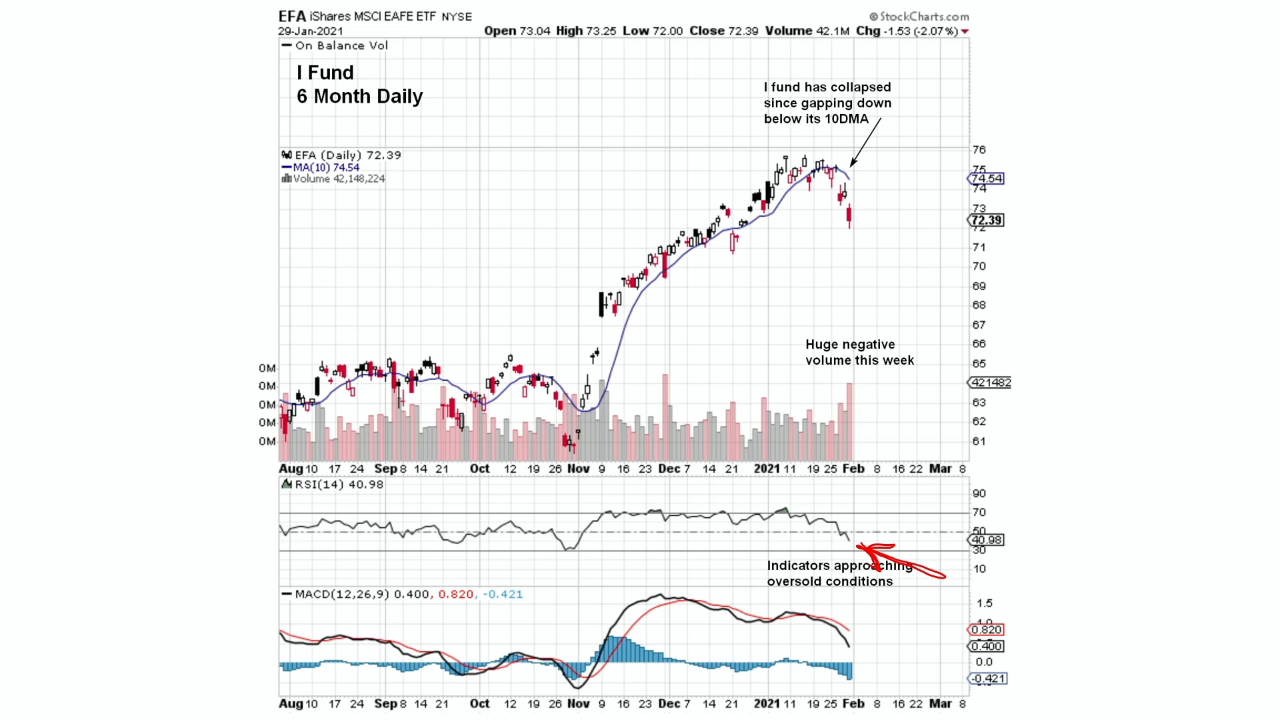 EFA iShares MSCI EAFE ETF NYSE
© StockCharts.com
29-Jan-2021
Open 73.04 High 73.25 Low 72.00 Close 72.39 Volume 42.1M Chg -1.53 (-2.07%)
On Balance Vol
I Fund
6 Month Daily
I fund has collapsed
since gapping down
below its 10DMA
EFA (Daily) 72.39
MA(10) 74.54
Volume 42,148,224
76
75
74.54
74
73
72.39
72
71
70
69
68
67
66
65
421482
63
62
61
0M
0M
0M
0M
0M
Huge negative
volume this week
Aug 10 17 24 Sep 8 14 21 Oct 12 19 26 Nov 9 16 23 Dec 7 14 21 2021 11 19 25 Feb 8 16 22 Mar 8
RSI(14) 40.98
90
70
50
40.98
30
10
Indicators approaching
oversold conditions
MACD(12,26,9) 0.400, 0.820, -0.421
1.5
0.820
0.400
0.0
-0.421
Aug 10 17 24 Sep 8 14 21 Oct 12 19 26 Nov 9 16 23 Dec 7 14 21 2021 11 19 25 Feb 8 16 22 Mar 8